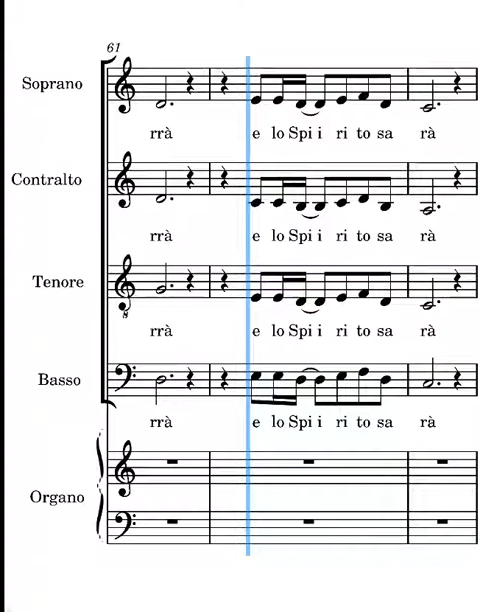 61
Soprano
rrà e lo Spi i ri to sa rà
Contralto
rrà e lo Spi i ri to sa rà
Tenore
8
rrà e lo Spi i ri to sa rà
Basso
rrà e lo Spi i ri to sa rà
Organo